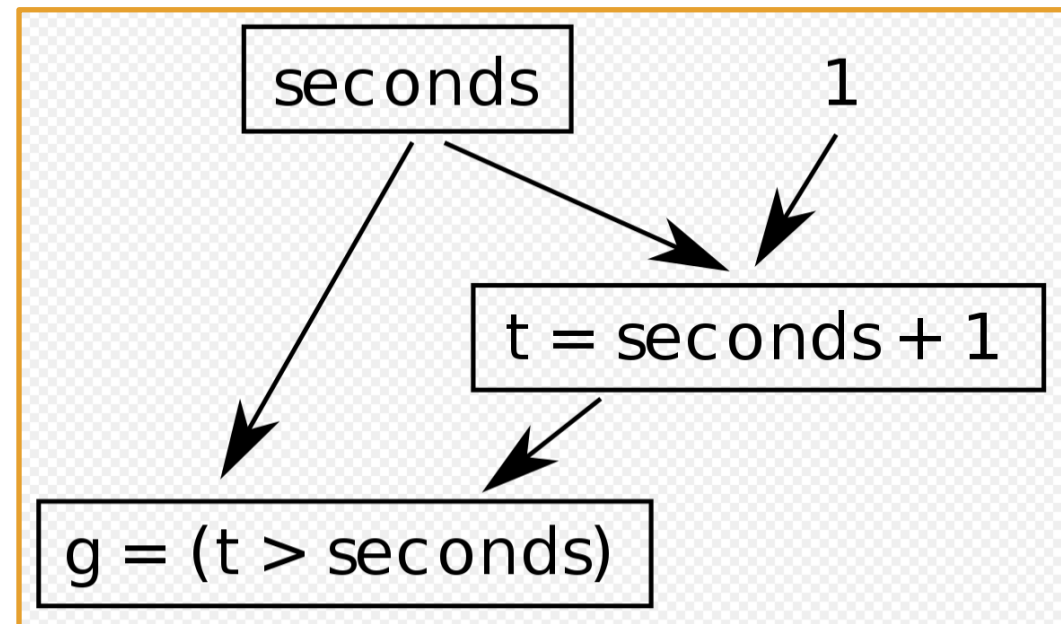 seconds
1
t = seconds + 1
g = (t > seconds)